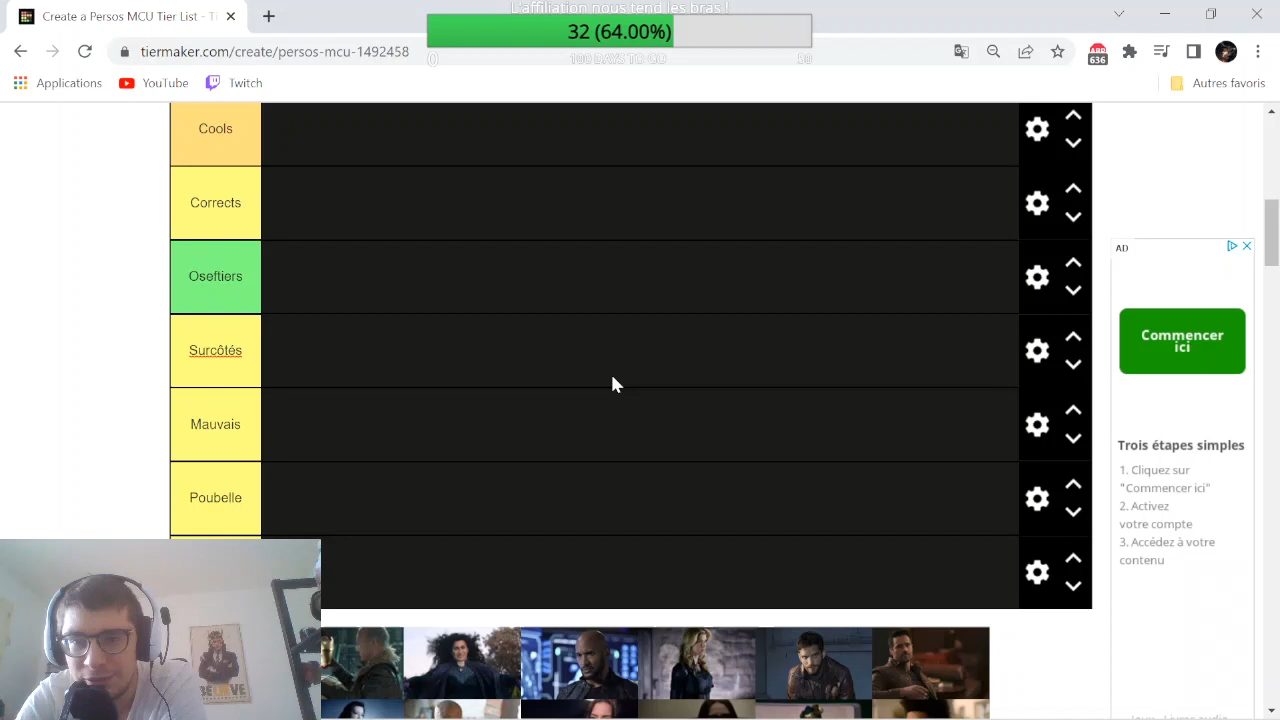 Create a Persos MCU Tier List - Ti
L'affiliation nous tend les bras !
32 (64.00%)
tiermaker.com/create/persos-mcu-1492458
636
Applications
YouTube
Twitch
Autres favoris
Cools
Corrects
Oseftiers
Surcôtés
Mauvais
Poubelle
AD
Commencer
ici
Trois étapes simples
1. Cliquez sur
"Commencer ici"
2. Activez
votre compte
3. Accédez à votre
contenu